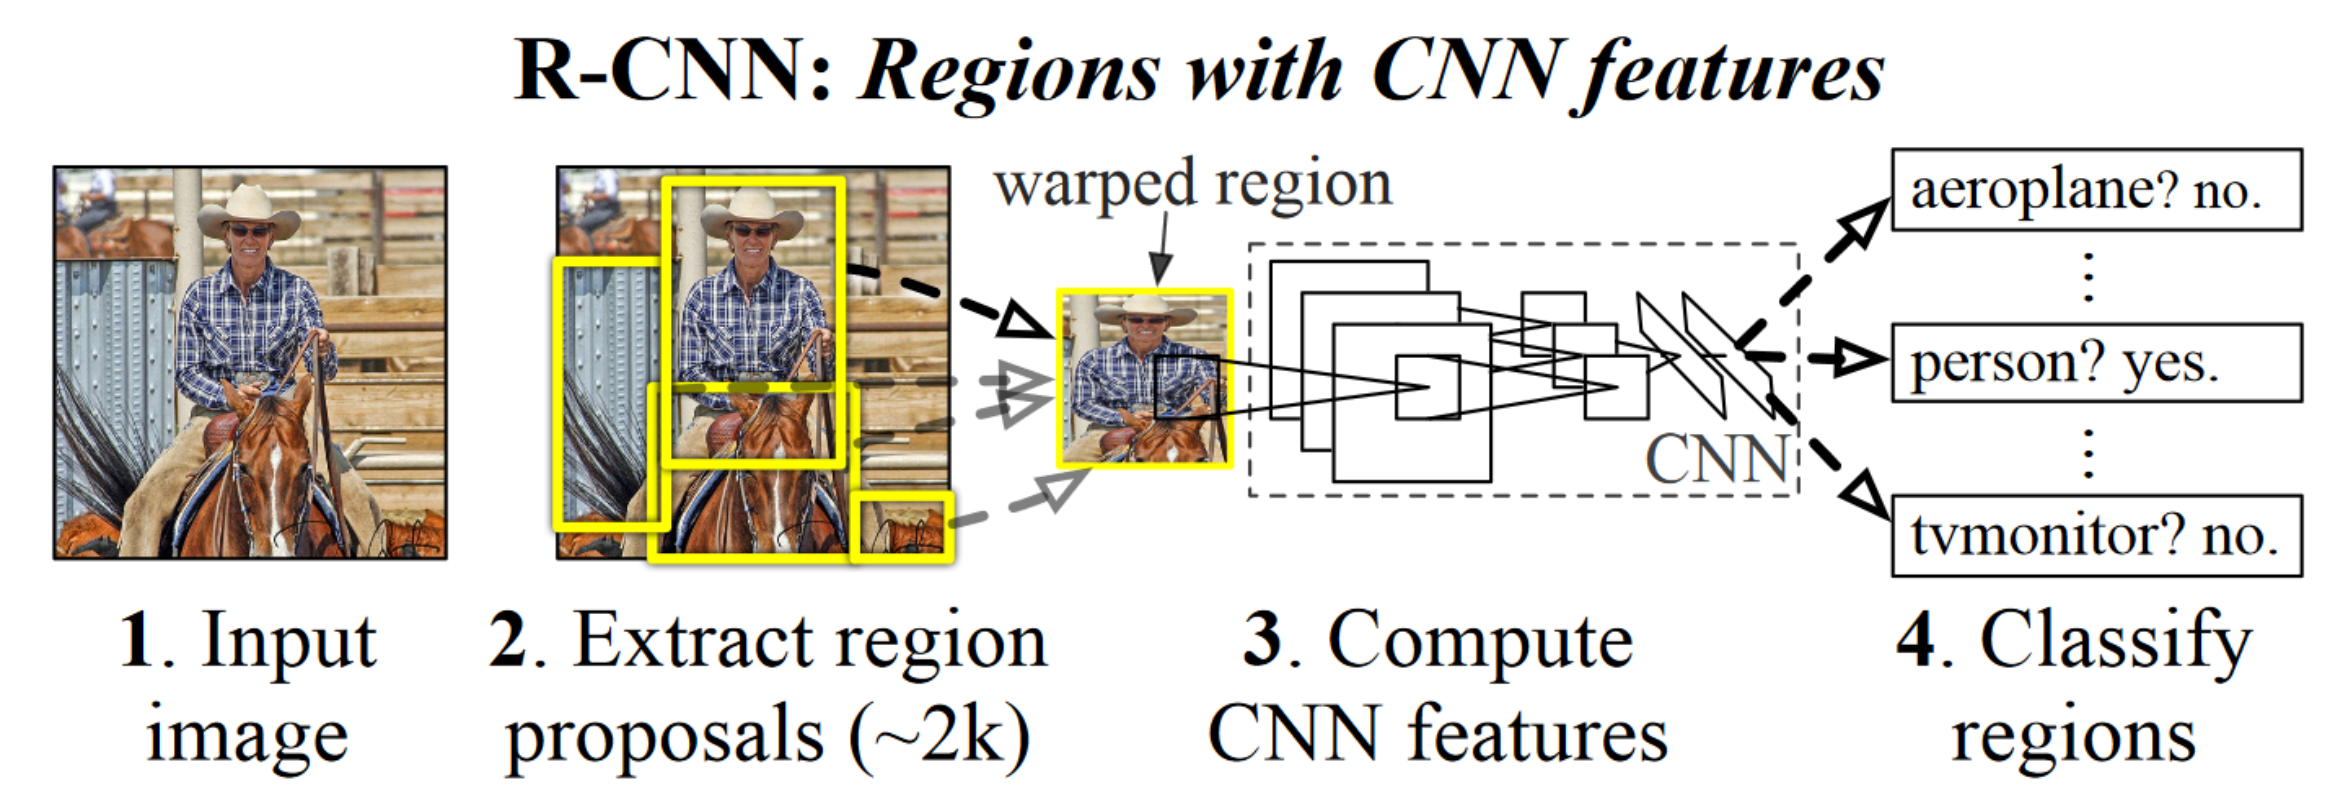 R-CNN: Regions with CNN features
warped region
aeroplane? no.
⋮
person? yes.
⋮
tvmonitor? no.
CNN
1. Input
image
2. Extract region
proposals (~2k)
3. Compute
CNN features
4. Classify
regions